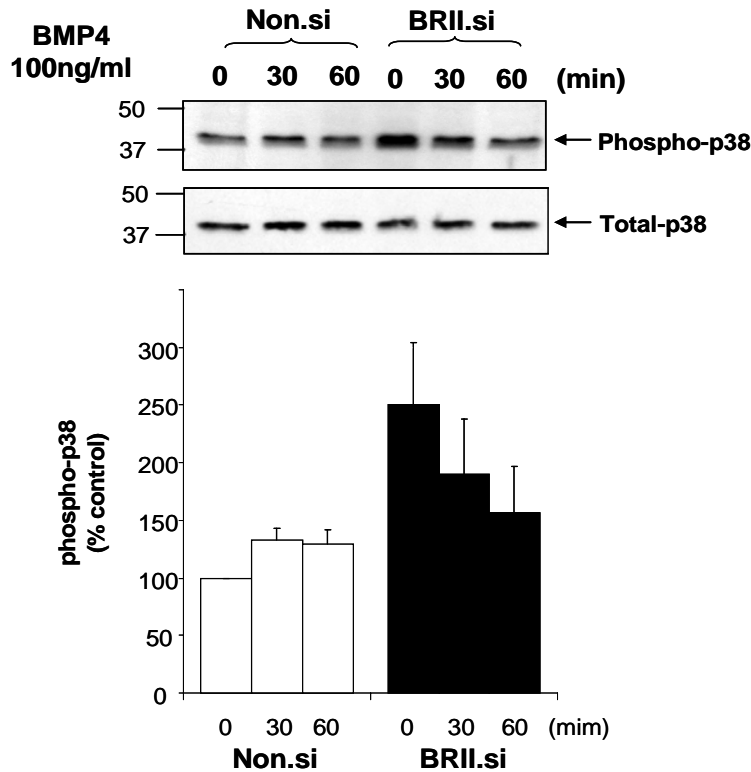 Non.si BRII.si
BMP4
100ng/ml
0 30 60 0 30 60 (min)
50
37
Phospho-p38
50
37
Total-p38
phospho-p38
(% control)
300
250
200
150
100
50
0
0 30 60 0 30 60 (mim)
Non.si BRII.si